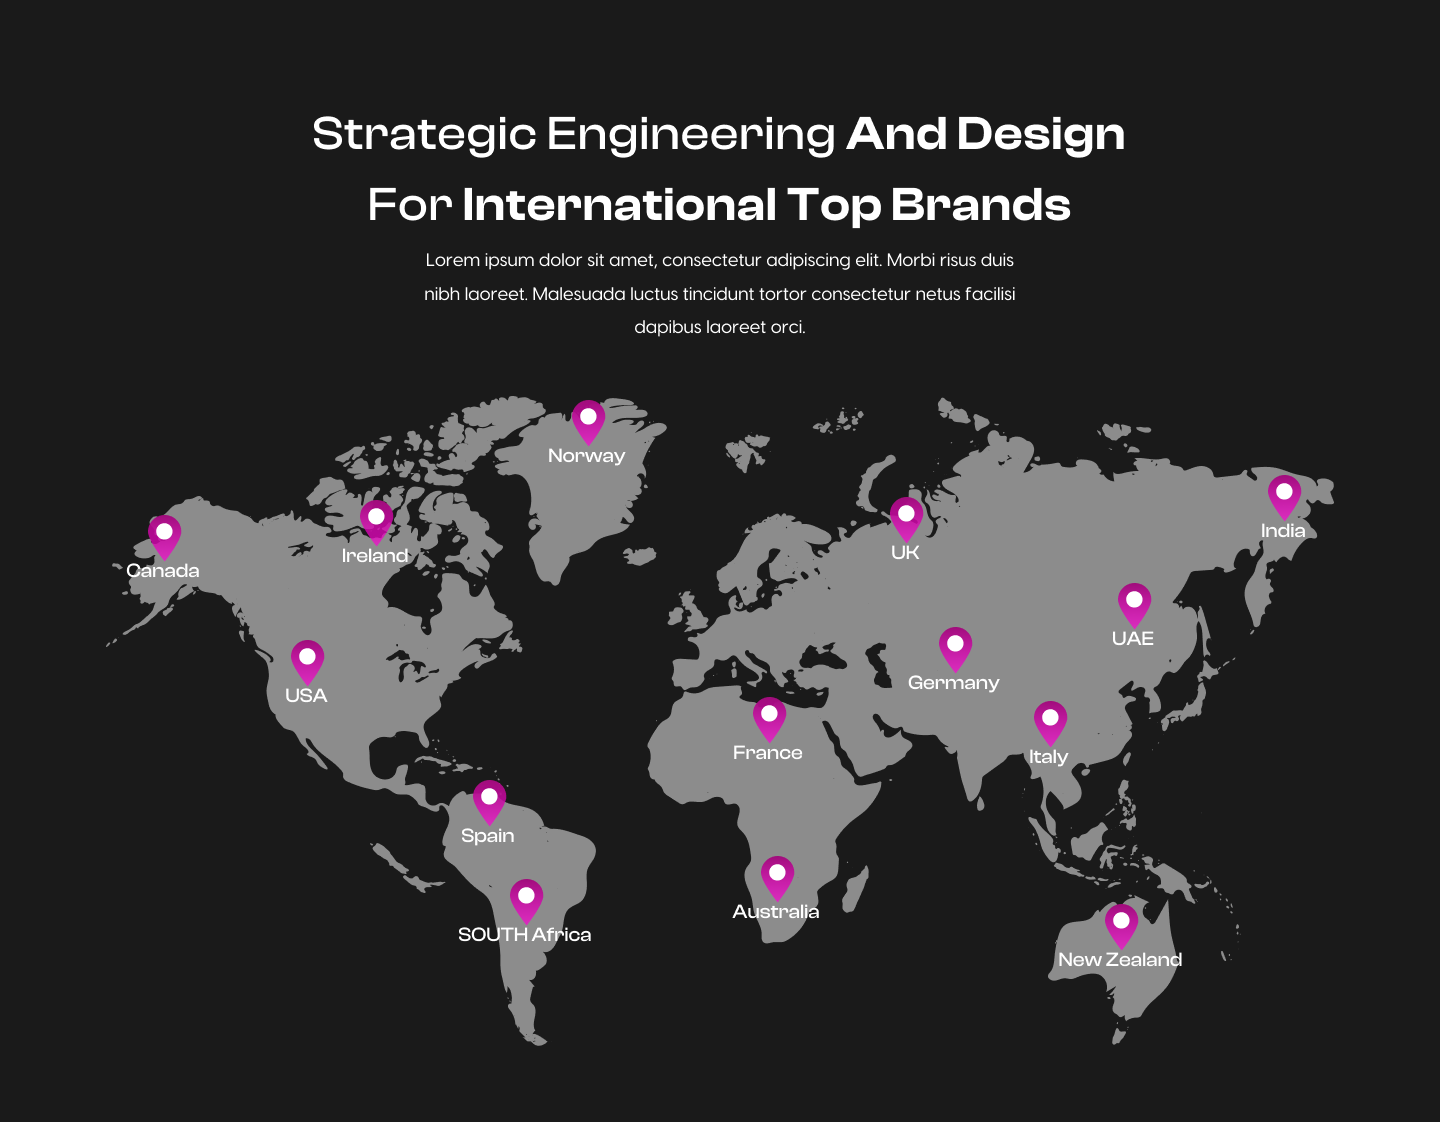 Strategic Engineering And Design
For International Top Brands
Lorem ipsum dolor sit amet, consectetur adipiscing elit. Morbi risus duis
nibh laoreet. Malesuada luctus tincidunt tortor consectetur netus facilisi
dapibus laoreet orci.
Norway
India
Canada
Ireland
UK
UAE
USA
Germany
France
Italy
Spain
Australia
SOUTH Africa
New Zealand